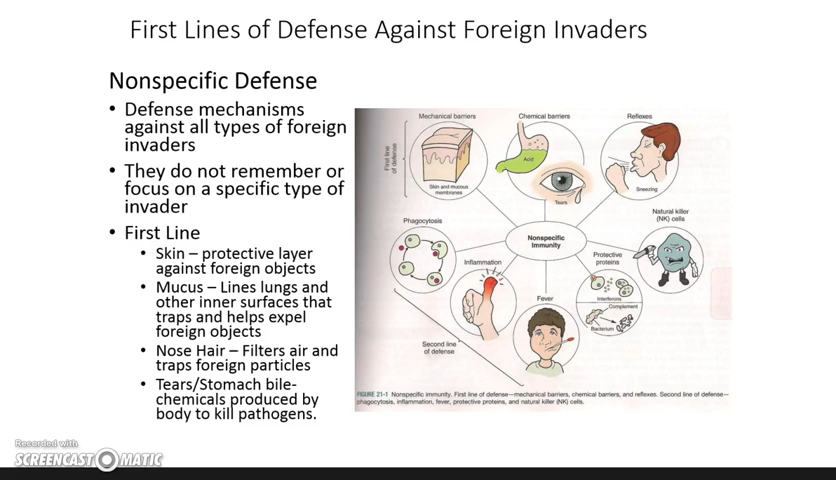 First Lines of Defense Against Foreign Invaders
Nonspecific Defense
• Defense mechanisms
against all types of foreign
invaders
• They do not remember or
focus on a specific type of
invader
• First Line
• Skin – protective layer
against foreign objects
• Mucus – Lines lungs and
other inner surfaces that
traps and helps expel
foreign objects
• Nose Hair – Filters air and
traps foreign particles
• Tears/Stomach bile-
chemicals produced by
body to kill pathogens.
Mechanical barriers
Chemical barriers
Reflexes
First line
of defense
Acid
Skin and mucous
membranes
Tears
Sneezing
Natural killer
(NK) cells
Phagocytosis
Nonspecific
Immunity
Inflammation
Protective
proteins
Fever
Interferons
Complement
Bacterium
Second line
of defense
FIGURE 21-1 Nonspecific immunity. First line of defense—mechanical barriers, chemical barriers, and reflexes. Second line of defense—
phagocytosis, inflammation, fever, protective proteins, and natural killer (NK) cells.
Recorded with
SCREENCAST-O-MATIC